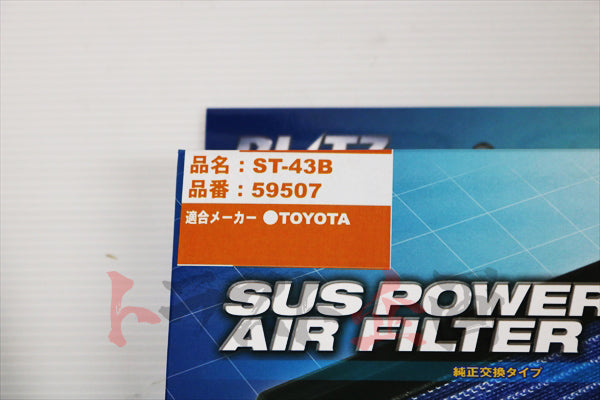 BLITZ
品名：ST-43B
品番：59507
適合メーカー ●TOYOTA
SUS POWER
AIR FILTER
純正交換タイプ